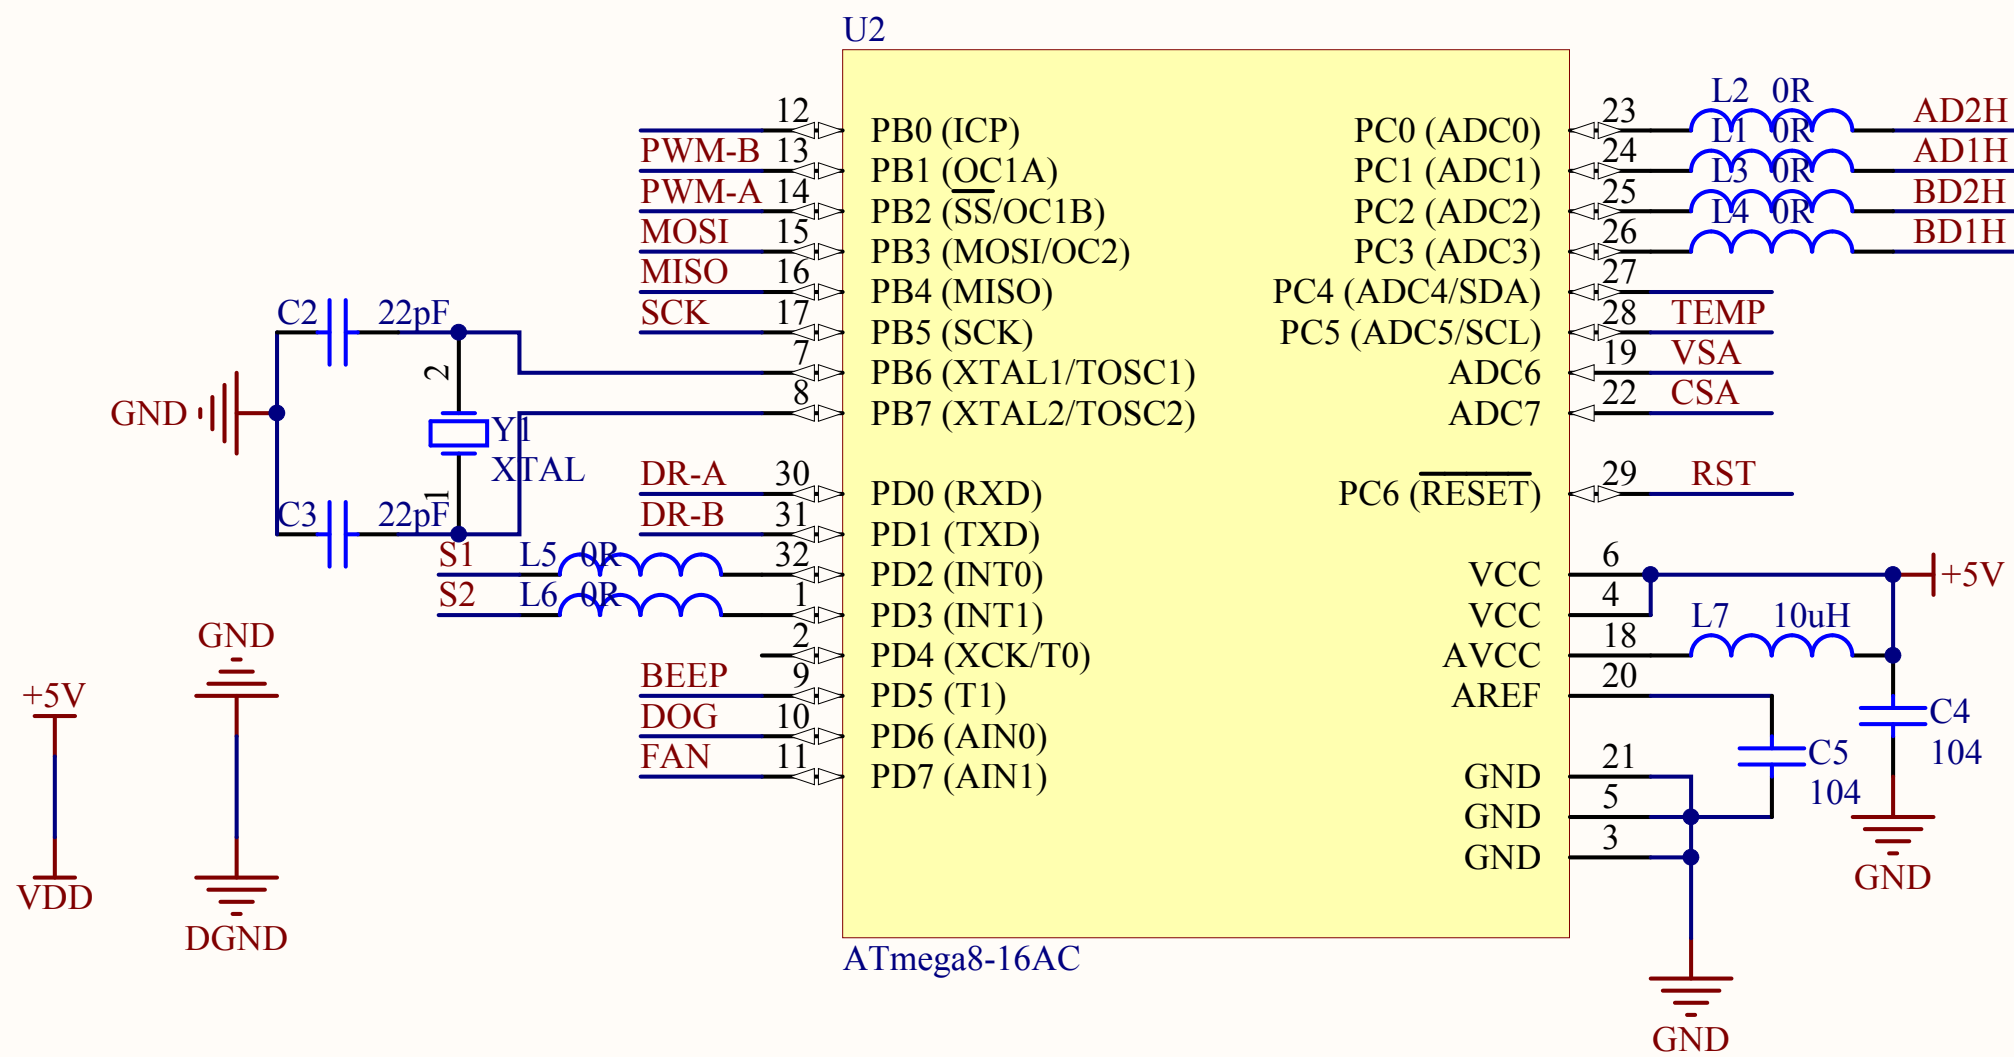 U2
12 PB0 (ICP) PC0 (ADC0) 23 L2 0R AD2H
PWM-B 13 PB1 (OC1A) PC1 (ADC1) 24 L1 0R AD1H
PWM-A 14 PB2 (SS/OC1B) PC2 (ADC2) 25 L3 0R BD2H
MOSI 15 PB3 (MOSI/OC2) PC3 (ADC3) 26 L4 0R BD1H
MISO 16 PB4 (MISO) PC4 (ADC4/SDA) 27
C2 22pF SCK 17 PB5 (SCK) PC5 (ADC5/SCL) 28 TEMP
2 7 PB6 (XTAL1/TOSC1) ADC6 19 VSA
GND 8 PB7 (XTAL2/TOSC2) ADC7 22 CSA
Y1
XTAL
1
DR-A 30 PD0 (RXD) PC6 (RESET) 29 RST
C3 22pF DR-B 31 PD1 (TXD)
S1 L5 0R 32 PD2 (INT0) VCC 6 +5V
S2 L6 0R 1 PD3 (INT1) VCC 4
GND 2 PD4 (XCK/T0) AVCC 18 L7 10uH
+5V BEEP 9 PD5 (T1) AREF 20
DOG 10 PD6 (AIN0) C4
104
FAN 11 PD7 (AIN1) GND 21 C5
104
GND 5
GND 3
VDD GND
DGND
ATmega8-16AC
GND